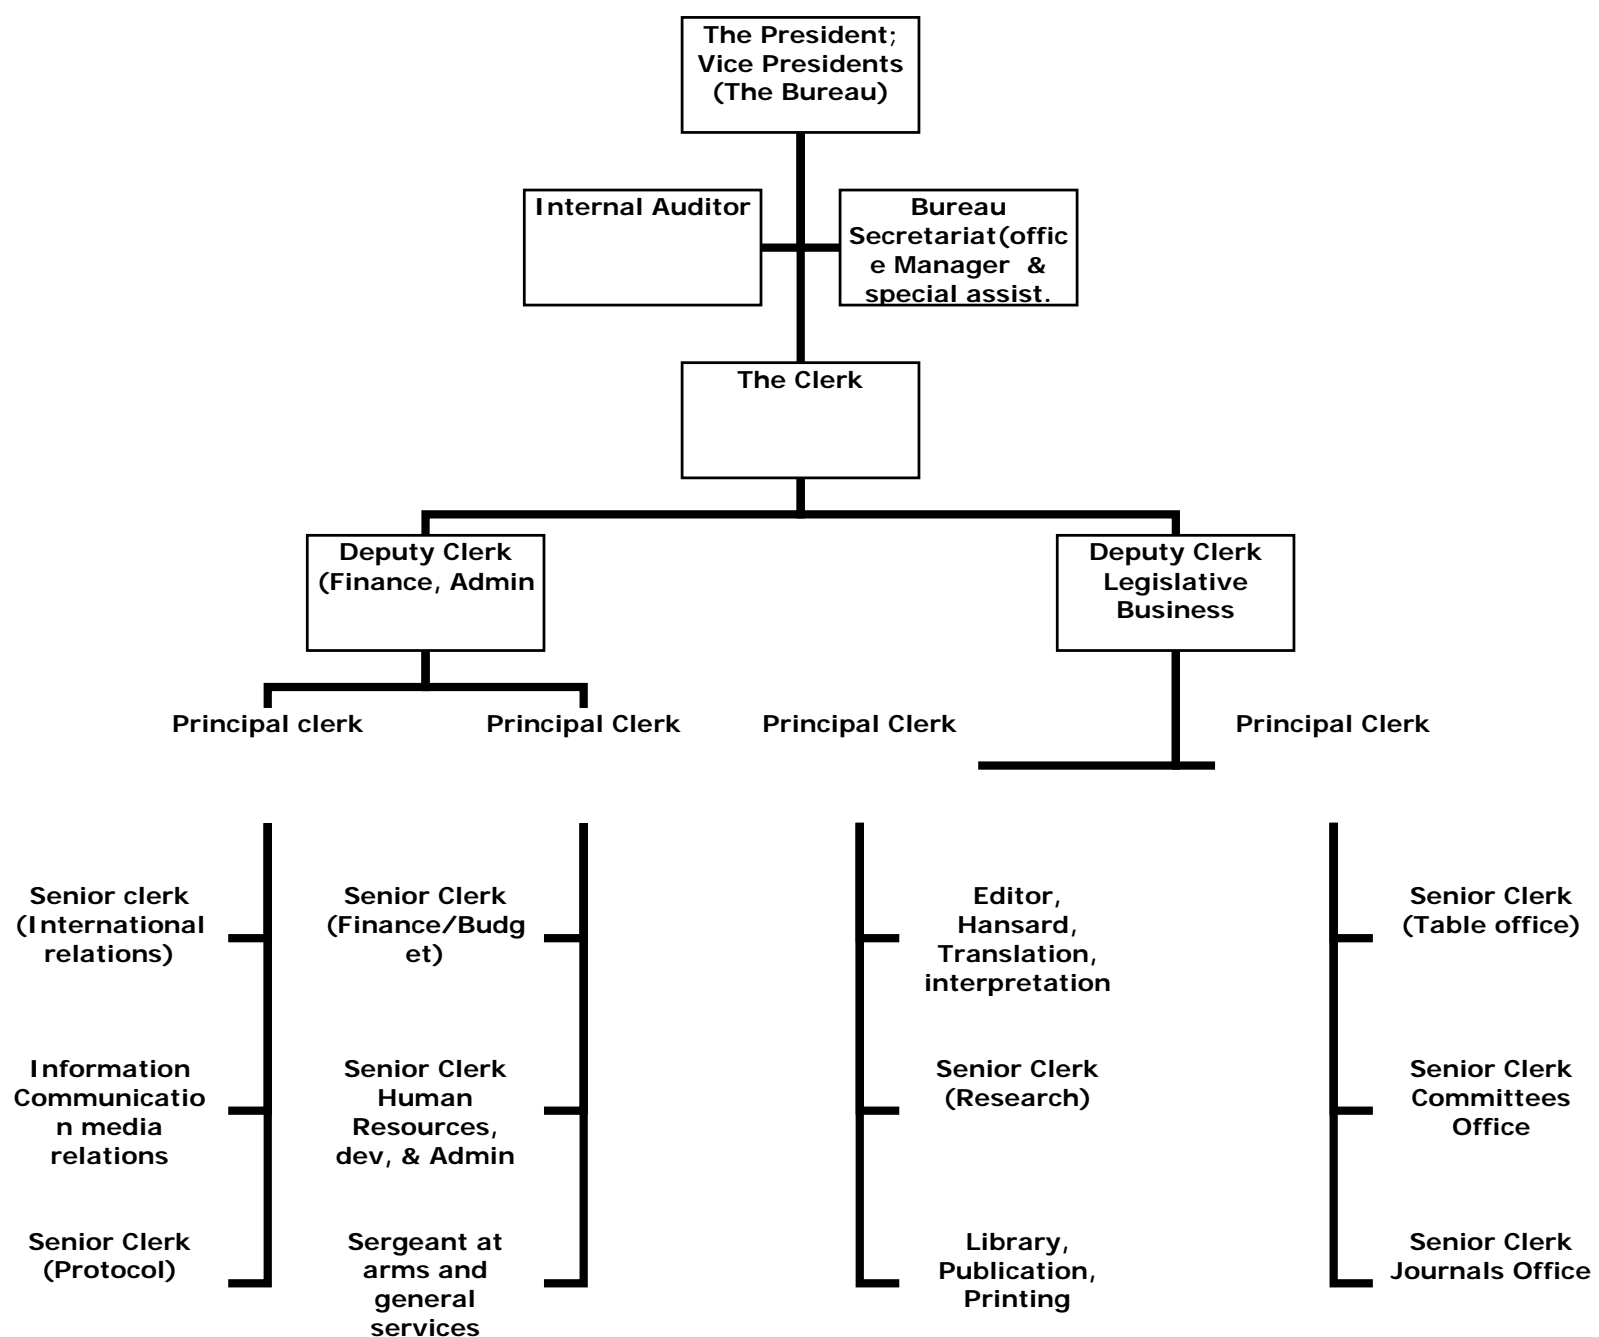 The President;
Vice Presidents
(The Bureau)
Internal Auditor
Bureau
Secretariat(offic
e Manager &
special assist.
The Clerk
Deputy Clerk
(Finance, Admin
Deputy Clerk
Legislative
Business
Principal clerk
Principal Clerk
Principal Clerk
Principal Clerk
Senior clerk
(International
relations)
Senior Clerk
(Finance/Budg
et)
Editor,
Hansard,
Translation,
interpretation
Senior Clerk
(Table office)
Information
Communicatio
n media
relations
Senior Clerk
Human
Resources,
dev, & Admin
Senior Clerk
(Research)
Senior Clerk
Committees
Office
Senior Clerk
(Protocol)
Sergeant at
arms and
general
services
Library,
Publication,
Printing
Senior Clerk
Journals Office